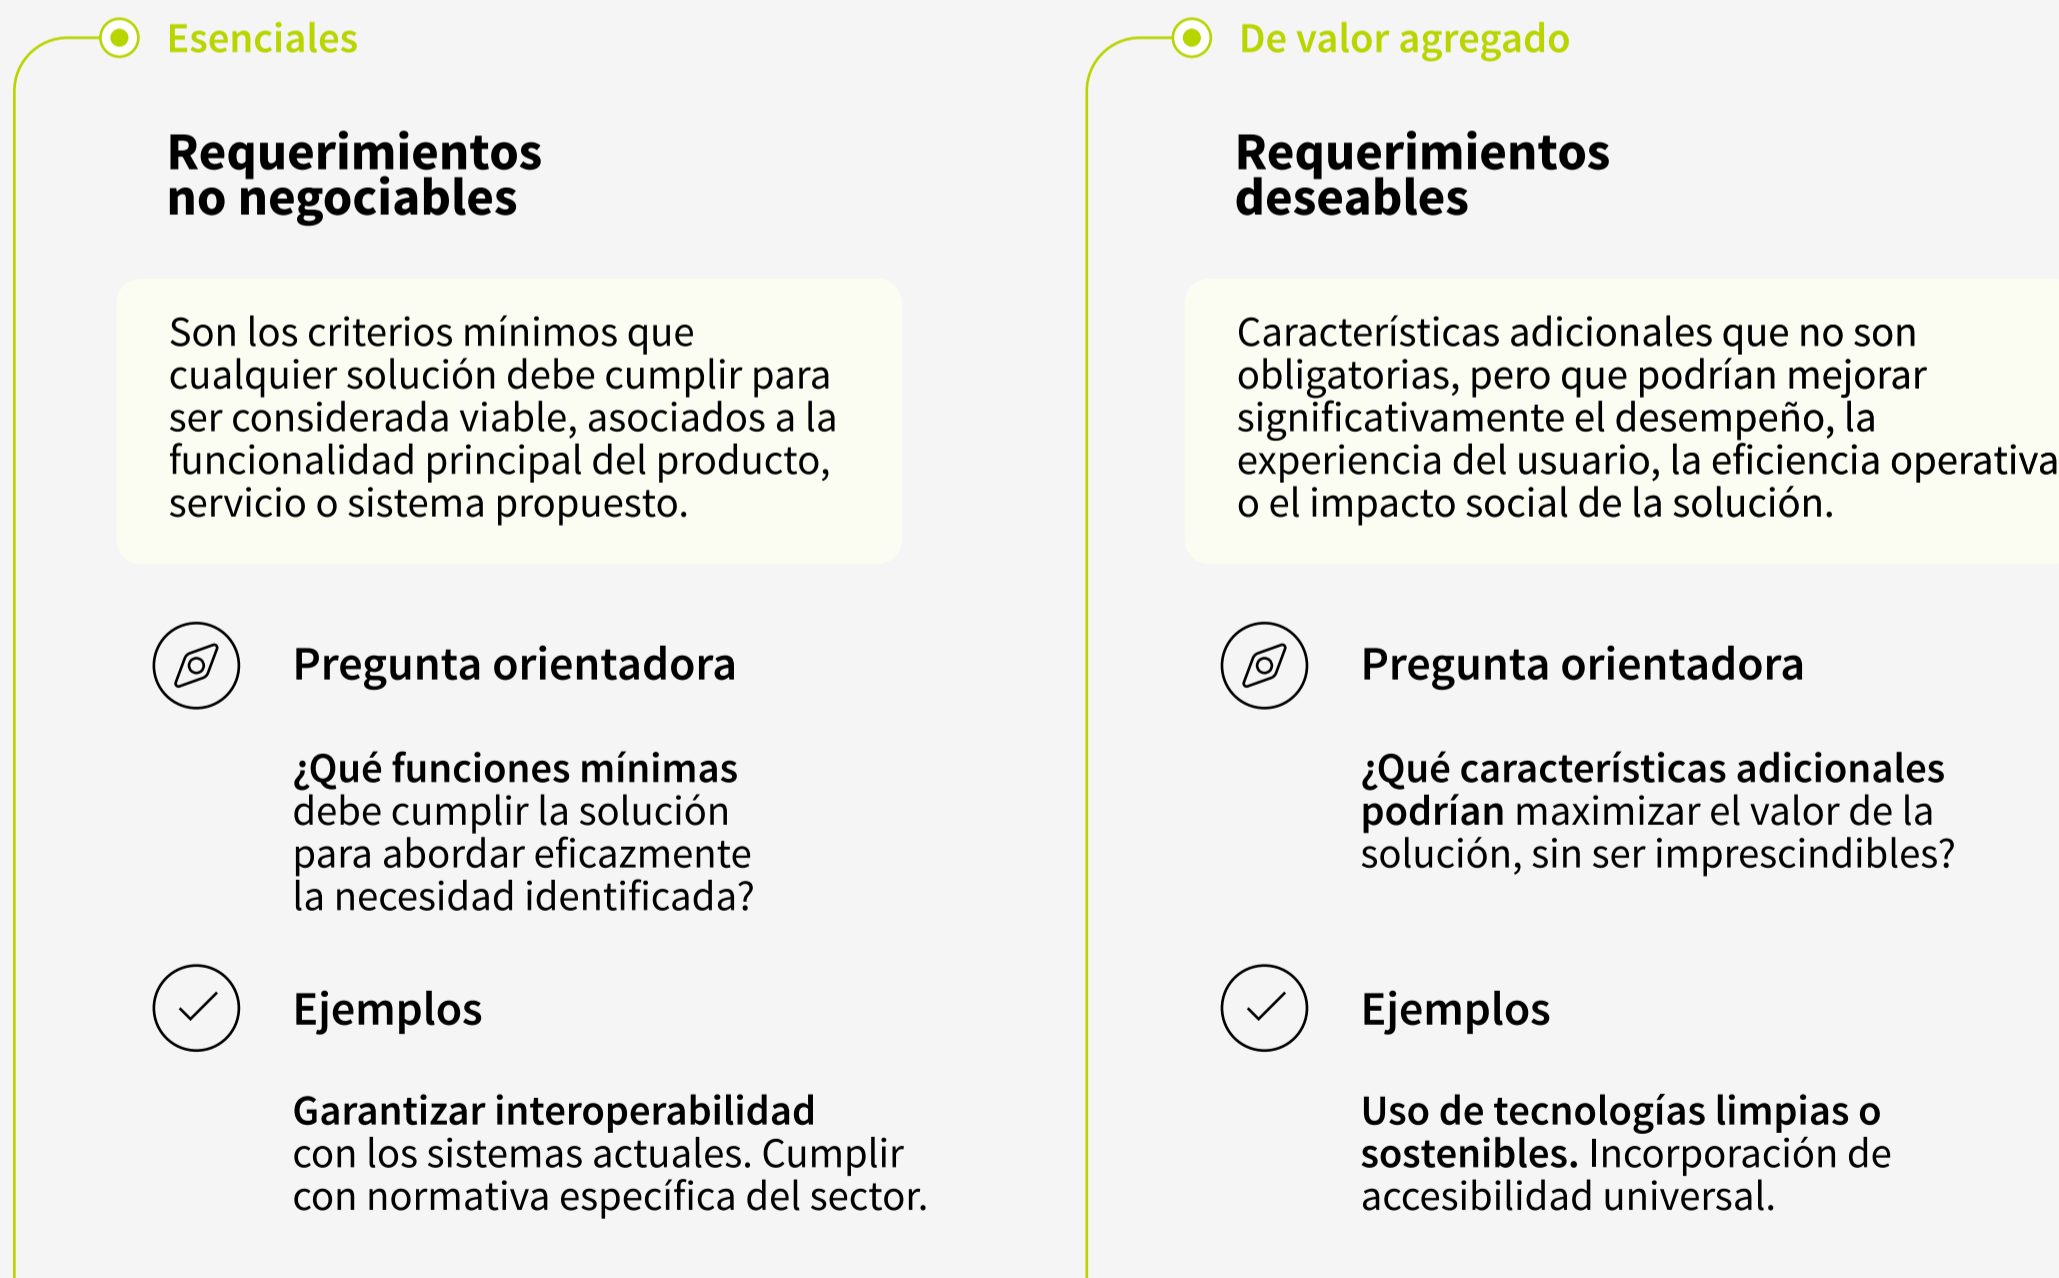 Esenciales
Requerimientos
no negociables
Son los criterios mínimos que
cualquier solución debe cumplir para
ser considerada viable, asociados a la
funcionalidad principal del producto,
servicio o sistema propuesto.
Pregunta orientadora
¿Qué funciones mínimas
debe cumplir la solución
para abordar eficazmente
la necesidad identificada?
Ejemplos
Garantizar interoperabilidad
con los sistemas actuales. Cumplir
con normativa específica del sector.
De valor agregado
Requerimientos
deseables
Características adicionales que no son
obligatorias, pero que podrían mejorar
significativamente el desempeño, la
experiencia del usuario, la eficiencia operativa
o el impacto social de la solución.
Pregunta orientadora
¿Qué características adicionales
podrían maximizar el valor de la
solución, sin ser imprescindibles?
Ejemplos
Uso de tecnologías limpias o
sostenibles. Incorporación de
accesibilidad universal.